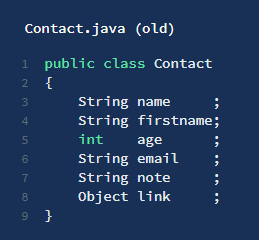 Contact.java (old)
1 public class Contact
2 {
3     String name     ;
4     String firstname;
5     int    age      ;
6     String email    ;
7     String note     ;
8     Object link     ;
9 }